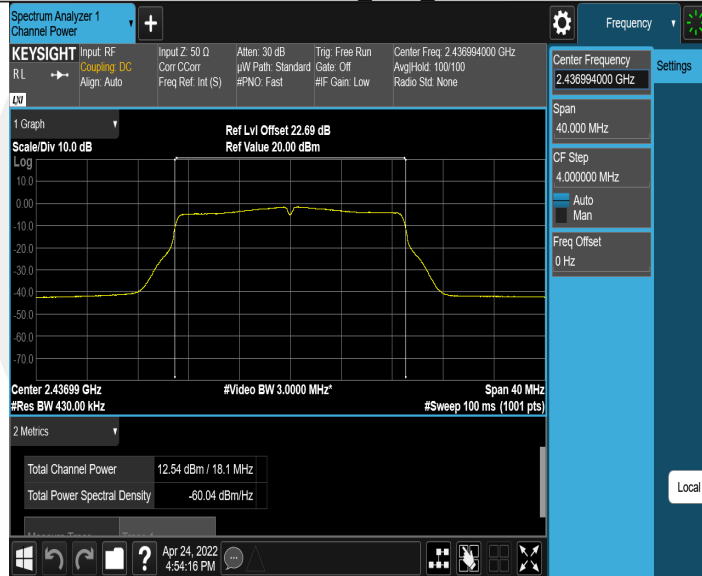 Spectrum Analyzer 1
Channel Power
+
Frequency
KEYSIGHT
RL
LXI
Input: RF
Coupling: DC
Align: Auto
Input Z: 50 Ω
Corr CCorr
Freq Ref: Int (S)
Atten: 30 dB
µW Path: Standard
#PNO: Fast
Trig: Free Run
Gate: Off
#IF Gain: Low
Center Freq: 2.436994000 GHz
Avg|Hold: 100/100
Radio Std: None
Center Frequency
2.436994000 GHz
Settings
Span
40.000 MHz
CF Step
4.000000 MHz
Auto
Man
Freq Offset
0 Hz
1 Graph
Scale/Div 10.0 dB
Ref Lvl Offset 22.69 dB
Ref Value 20.00 dBm
Log
10.0
0.00
-10.0
-20.0
-30.0
-40.0
-50.0
-60.0
-70.0
Center 2.43699 GHz
#Video BW 3.0000 MHz*
Span 40 MHz
#Res BW 430.00 kHz
#Sweep 100 ms (1001 pts)
2 Metrics
Total Channel Power 12.54 dBm / 18.1 MHz
Total Power Spectral Density -60.04 dBm/Hz
Local
?
Apr 24, 2022
4:54:16 PM